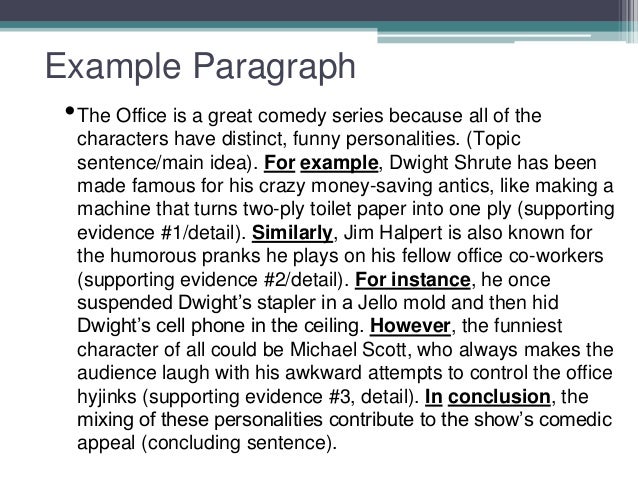 Example Paragraph
•The Office is a great comedy series because all of the
characters have distinct, funny personalities. (Topic
sentence/main idea). For example, Dwight Shrute has been
made famous for his crazy money-saving antics, like making a
machine that turns two-ply toilet paper into one ply (supporting
evidence #1/detail). Similarly, Jim Halpert is also known for
the humorous pranks he plays on his fellow office co-workers
(supporting evidence #2/detail). For instance, he once
suspended Dwight’s stapler in a Jello mold and then hid
Dwight’s cell phone in the ceiling. However, the funniest
character of all could be Michael Scott, who always makes the
audience laugh with his awkward attempts to control the office
hyjinks (supporting evidence #3, detail). In conclusion, the
mixing of these personalities contribute to the show’s comedic
appeal (concluding sentence).